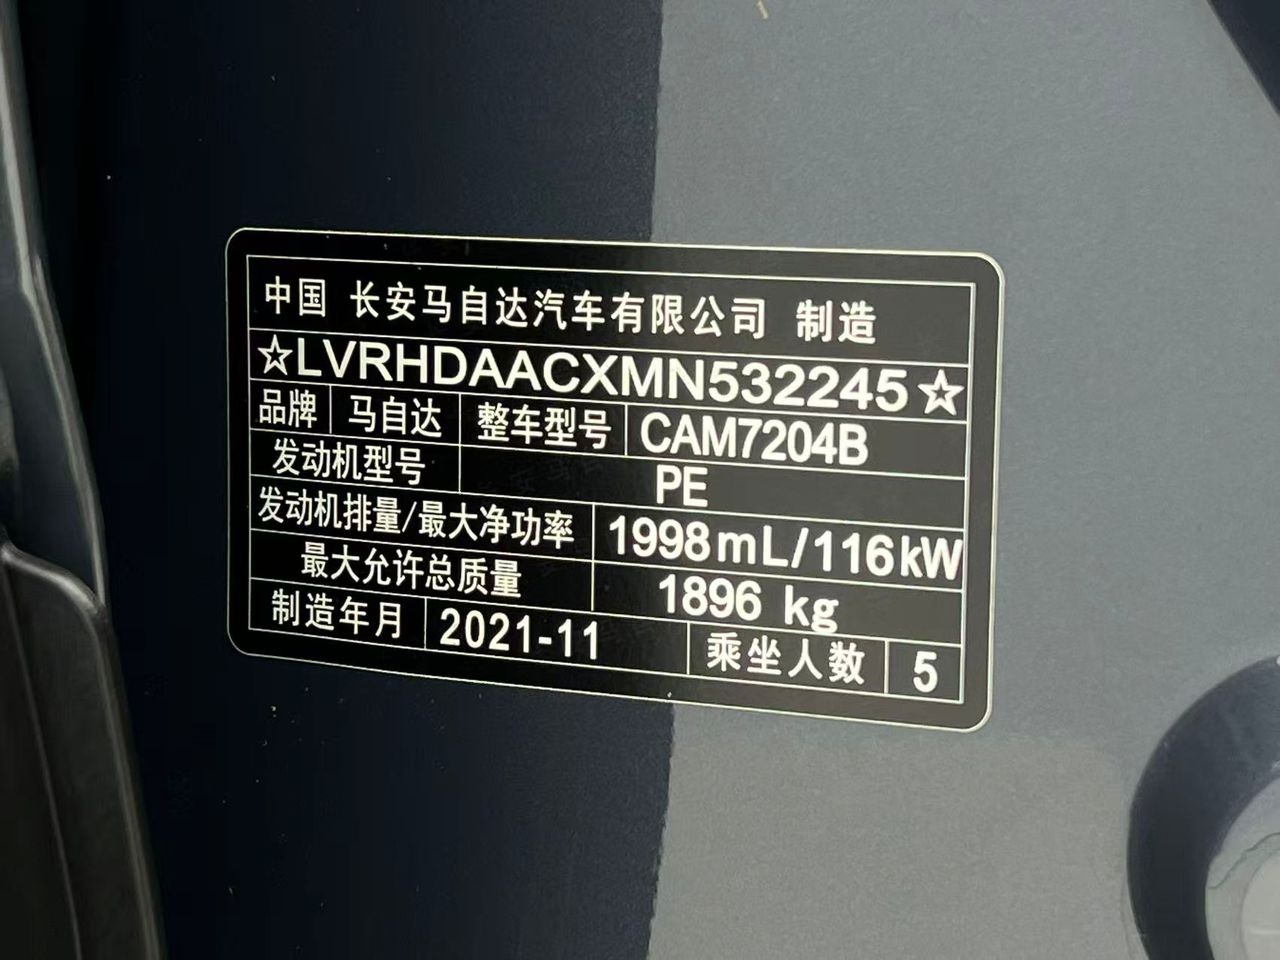 中国 长安马自达汽车有限公司 制造
☆LVRHDAACXMN532245☆
品牌 马自达 整车型号 CAM7204B
发动机型号 PE
发动机排量/最大净功率 1998mL/116kW
最大允许总质量 1896 kg
制造年月 2021-11 乘坐人数 5